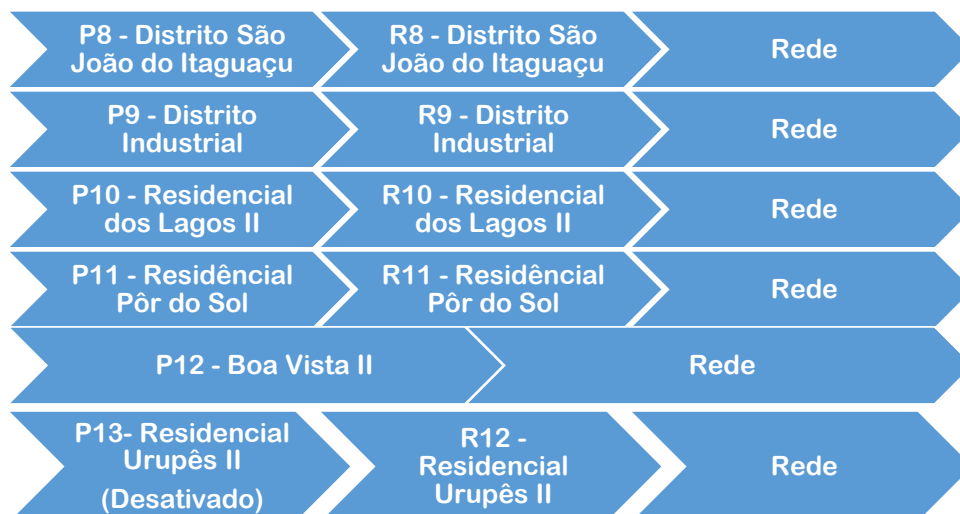 P8 - Distrito São
João do Itaguaçu
R8 - Distrito São
João do Itaguaçu
Rede
P9 - Distrito
Industrial
R9 - Distrito
Industrial
Rede
P10 - Residencial
dos Lagos II
R10 - Residencial
dos Lagos II
Rede
P11 - Residêncial
Pôr do Sol
R11 - Residêncial
Pôr do Sol
Rede
P12 - Boa Vista II
Rede
P13- Residencial
Urupês II
(Desativado)
R12 -
Residencial
Urupês II
Rede